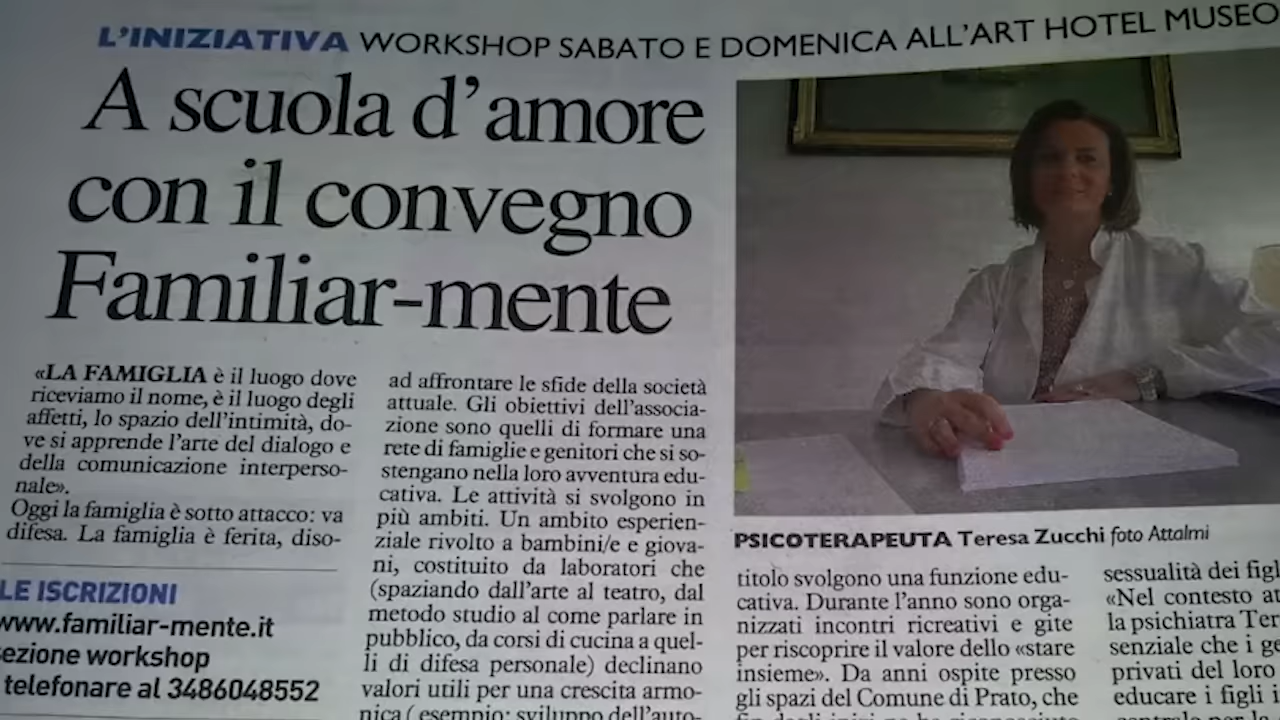 L'INIZIATIVA WORKSHOP SABATO E DOMENICA ALL'ART HOTEL MUSEO
A scuola d'amore
con il convegno
Familiar-mente
«LA FAMIGLIA è il luogo dove
riceviamo il nome, è il luogo degli
affetti, lo spazio dell'intimità, do-
ve si apprende l'arte del dialogo e
della comunicazione interperso-
nale».
Oggi la famiglia è sotto attacco: va
difesa. La famiglia è ferita, diso-
LE ISCRIZIONI
www.familiar-mente.it
sezione workshop
telefonare al 3486048552
ad affrontare le sfide della società
attuale. Gli obiettivi dell'associa-
zione sono quelli di formare una
rete di famiglie e genitori che si so-
stengano nella loro avventura edu-
cativa. Le attività si svolgono in
più ambiti. Un ambito esperien-
ziale rivolto a bambini/e e giova-
ni, costituito da laboratori che
(spaziando dall'arte al teatro, dal
metodo studio al come parlare in
pubblico, da corsi di cucina a quel-
li di difesa personale) declinano
valori utili per una crescita armo-
nica ( esempio: sviluppo dell'auto-
PSICOTERAPEUTA Teresa Zucchi foto Attalmi
titolo svolgono una funzione edu-
cativa. Durante l'anno sono orga-
nizzati incontri ricreativi e gite
per riscoprire il valore dello «stare
insieme». Da anni ospite presso
gli spazi del Comune di Prato, che
sessualità dei figl
«Nel contesto at
la psichiatra Ter
senziale che i ge
privati del loro
educare i figli i